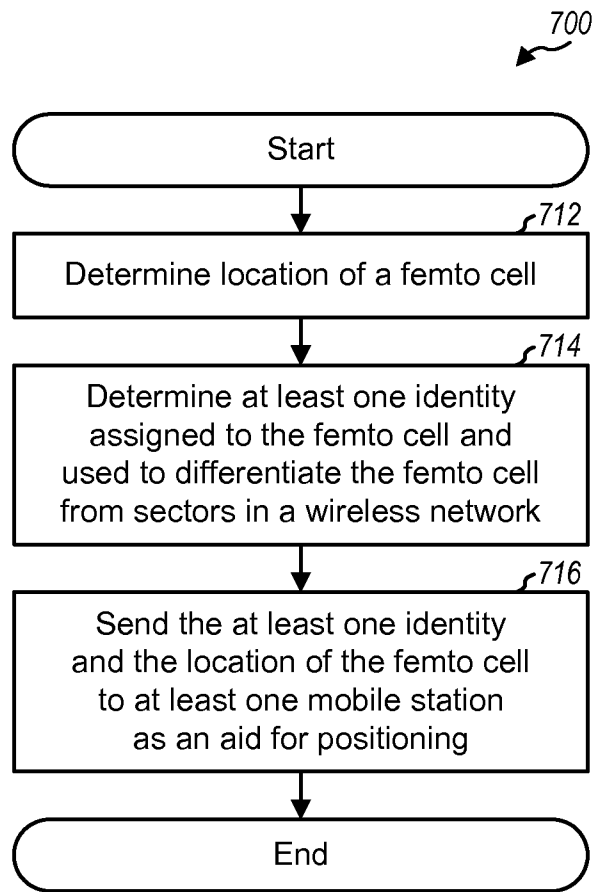 700
Start
712
Determine location of a femto cell
714
Determine at least one identity
assigned to the femto cell and
used to differentiate the femto cell
from sectors in a wireless network
716
Send the at least one identity
and the location of the femto cell
to at least one mobile station
as an aid for positioning
End